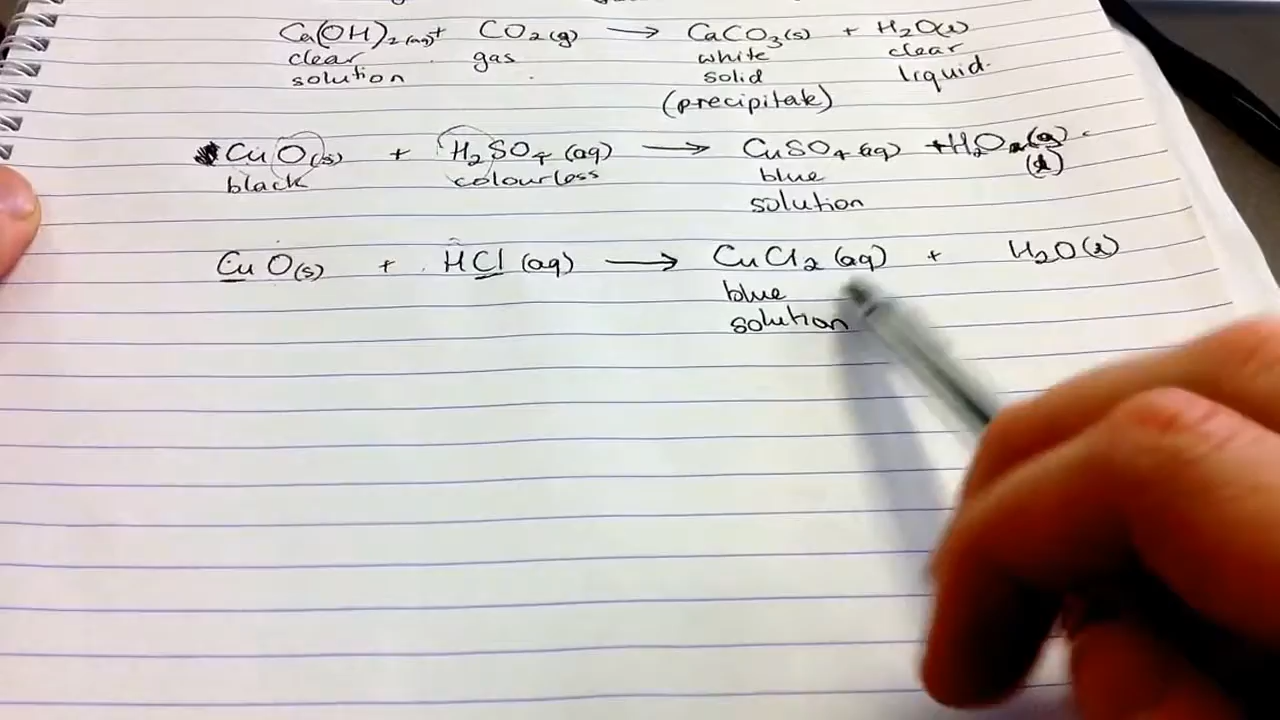 Ca(OH)₂(aq) + CO₂(g) → CaCO₃(s) + H₂O(l)
clear gas white clear
solution solid liquid.
(precipitate)
CuO(s) + H₂SO₄(aq) → CuSO₄(aq) + H₂O(g).
black colourless blue (l)
solution
CuO(s) + HCl(aq) → CuCl₂(aq) + H₂O(l)
blue
solution